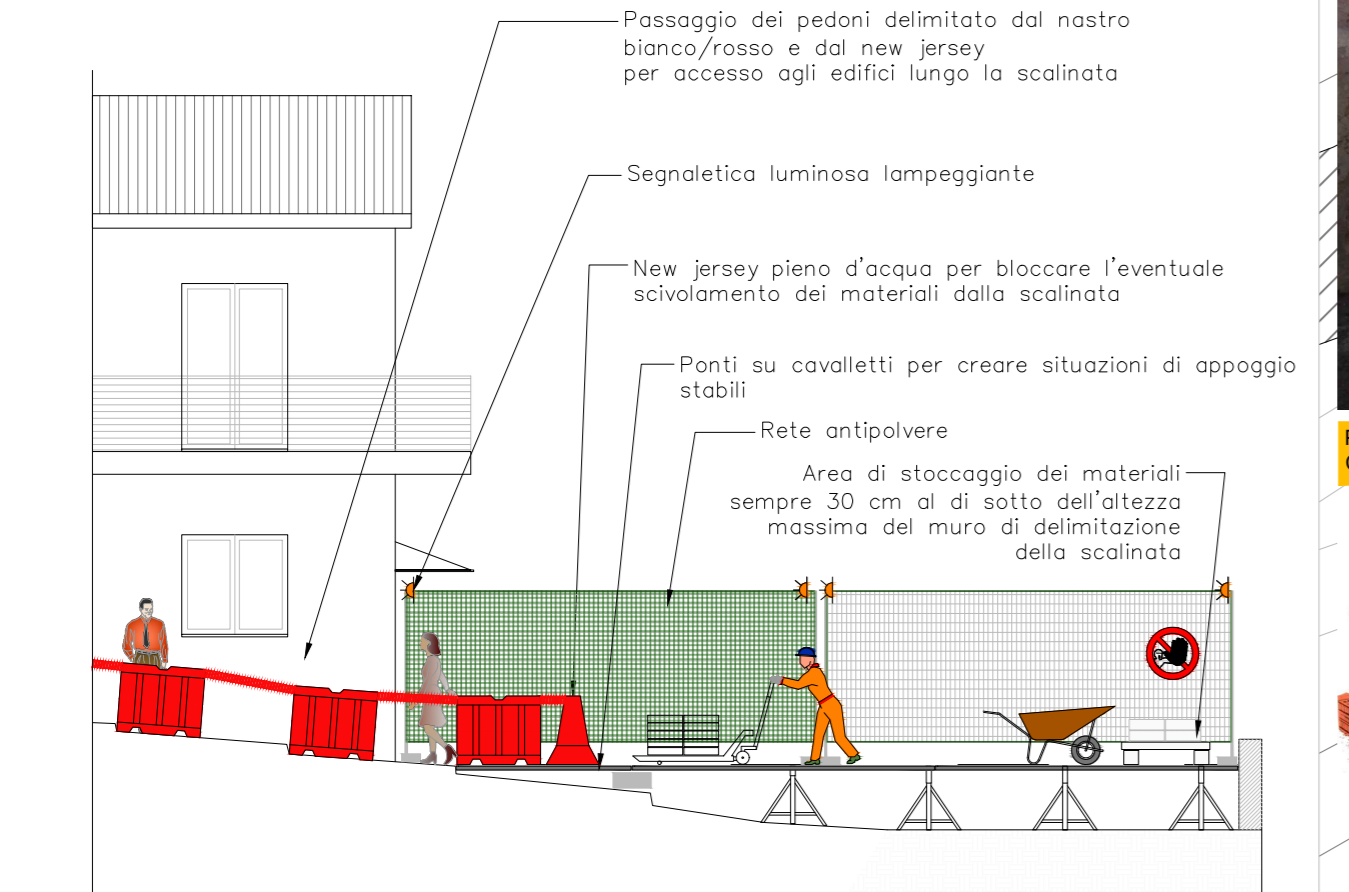 Passaggio dei pedoni delimitato dal nastro
bianco/rosso e dal new jersey
per accesso agli edifici lungo la scalinata
Segnaletica luminosa lampeggiante
New jersey pieno d'acqua per bloccare l'eventuale
scivolamento dei materiali dalla scalinata
Ponti su cavalletti per creare situazioni di appoggio
stabili
Rete antipolvere
Area di stoccaggio dei materiali
sempre 30 cm al di sotto dell'altezza
massima del muro di delimitazione
della scalinata